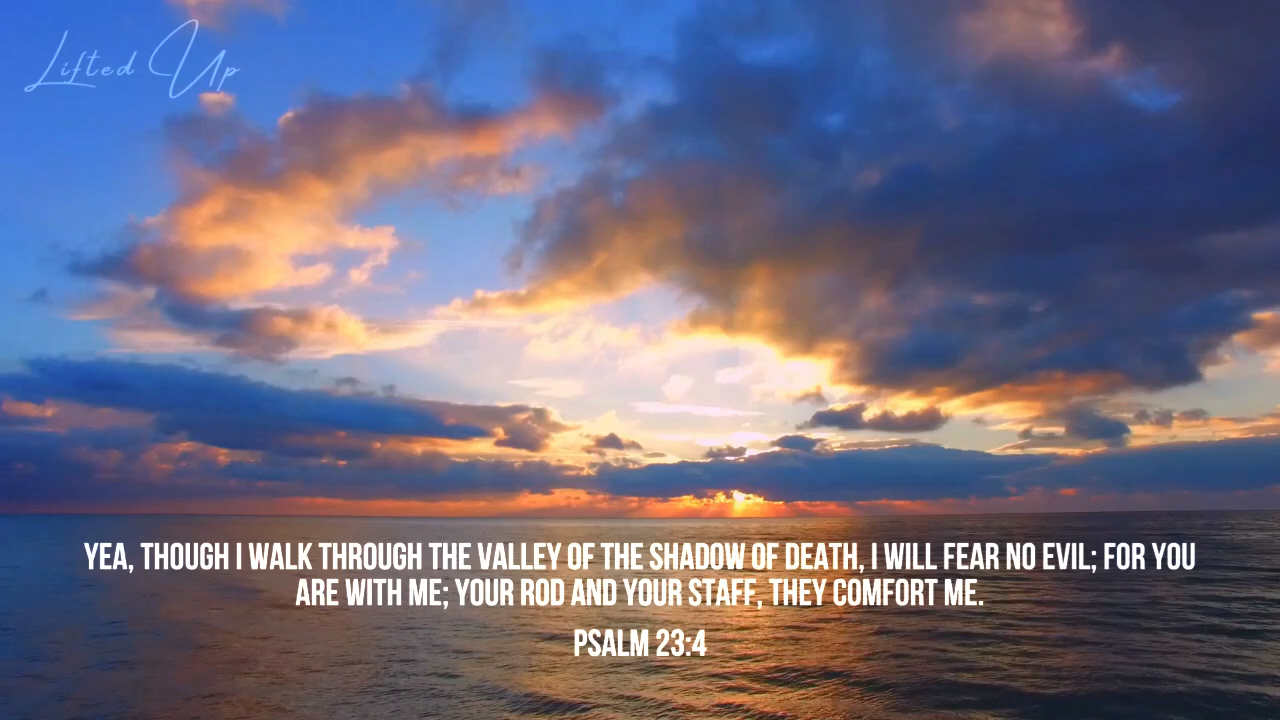 Lifted Up
YEA, THOUGH I WALK THROUGH THE VALLEY OF THE SHADOW OF DEATH, I WILL FEAR NO EVIL; FOR YOU
ARE WITH ME; YOUR ROD AND YOUR STAFF, THEY COMFORT ME.
PSALM 23:4